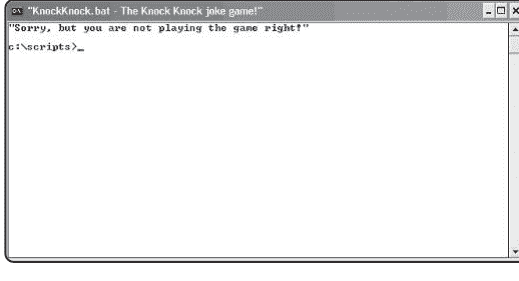 "KnockKnock.bat - The Knock Knock joke game!"
"Sorry, but you are not playing the game right!"
c:\scripts>_